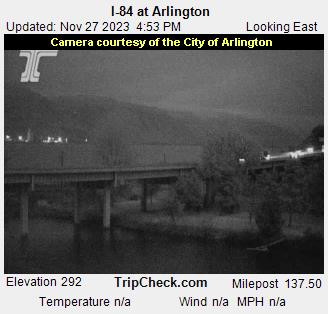 I-84 at Arlington
Updated: Nov 27 2023 4:53 PM Looking East
Camera courtesy of the City of Arlington
Elevation 292 TripCheck.com Milepost 137.50
Temperature n/a Wind n/a MPH n/a